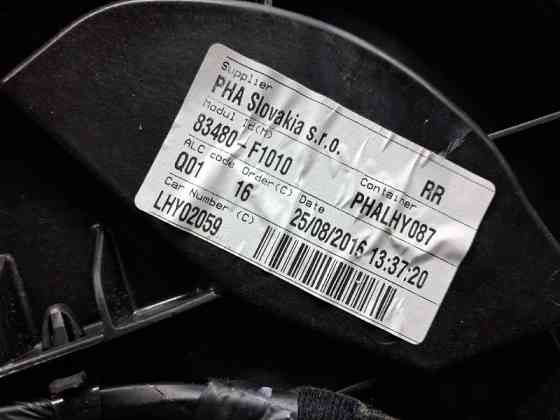 Supplier
PHA Slovakia s.r.o.
Modul Id(M)
83480-F1010
RR
ALC code Order(C) Container
Q01 16 PHALHY087
Car Number (C) Date
LHY02059 25/08/2016 13:37:20